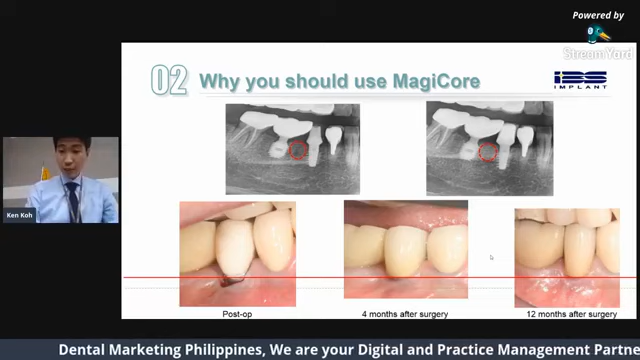 Powered by
StreamYard
02 Why you should use MagiCore
IBS
IMPLANT
Ken Koh
Post-op
4 months after surgery
12 months after surgery
Dental Marketing Philippines, We are your Digital and Practice Management Partne